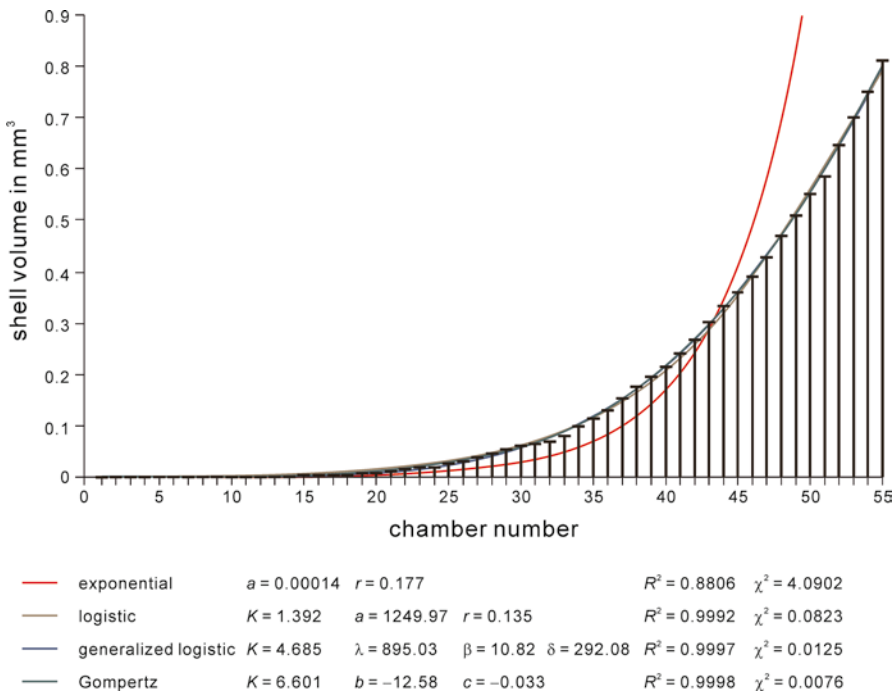 0.9
0.8
0.7
0.6
0.5
0.4
0.3
0.2
0.1
0
shell volume in mm³
0 5 10 15 20 25 30 35 40 45 50 55
chamber number
exponential a = 0.00014 r = 0.177 R² = 0.8806 χ² = 4.0902
logistic K = 1.392 a = 1249.97 r = 0.135 R² = 0.9992 χ² = 0.0823
generalized logistic K = 4.685 λ = 895.03 β = 10.82 δ = 292.08 R² = 0.9997 χ² = 0.0125
Gompertz K = 6.601 b = −12.58 c = −0.033 R² = 0.9998 χ² = 0.0076